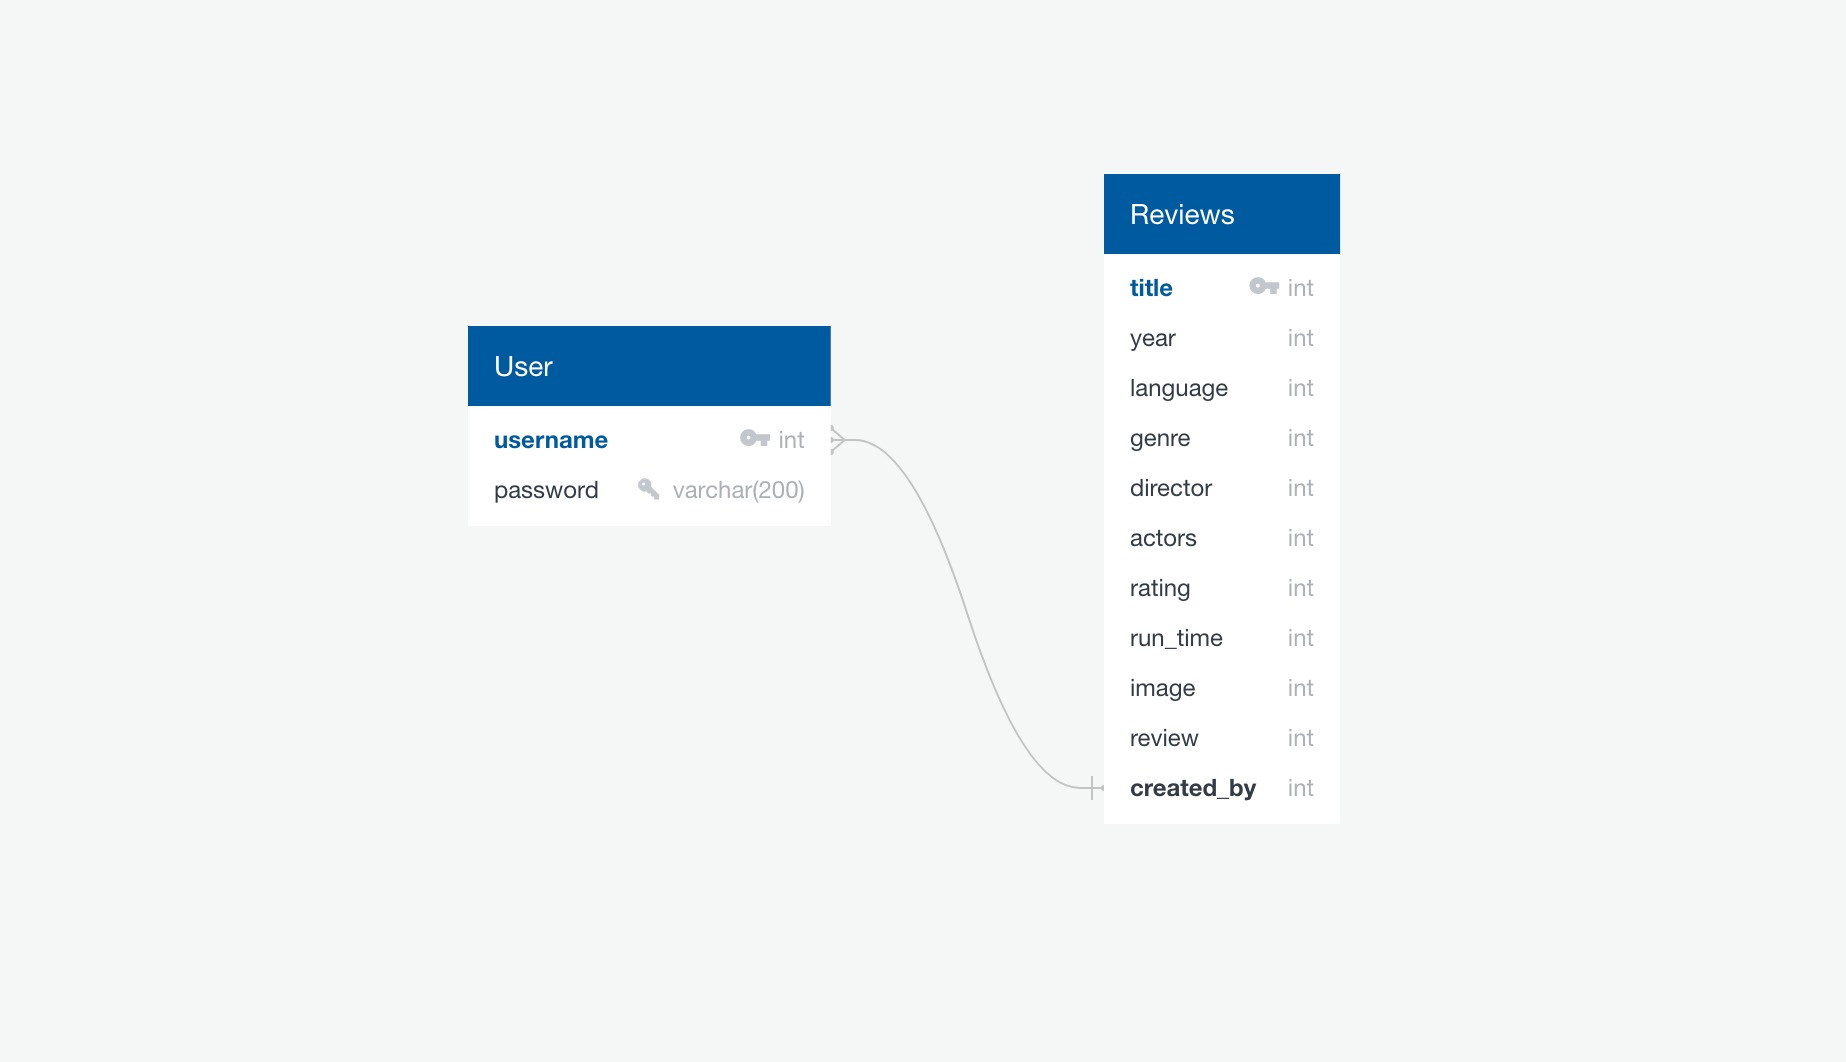 User
username int
password varchar(200)
Reviews
title int
year int
language int
genre int
director int
actors int
rating int
run_time int
image int
review int
created_by int